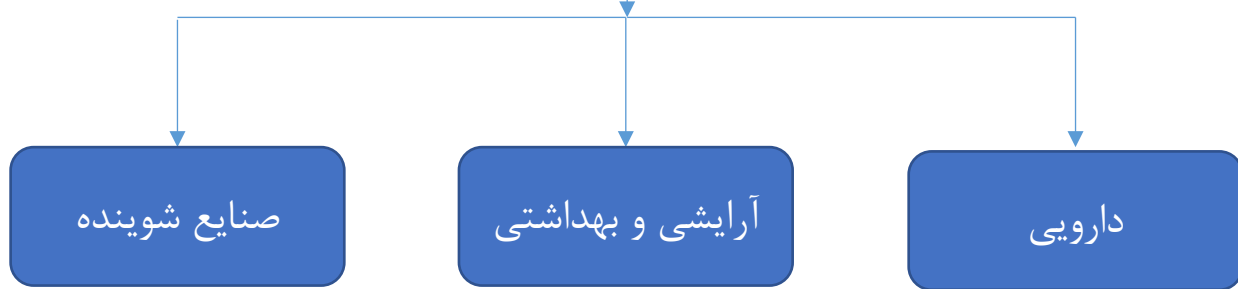 دارویی
آرایشی و بهداشتی
صنایع شوینده